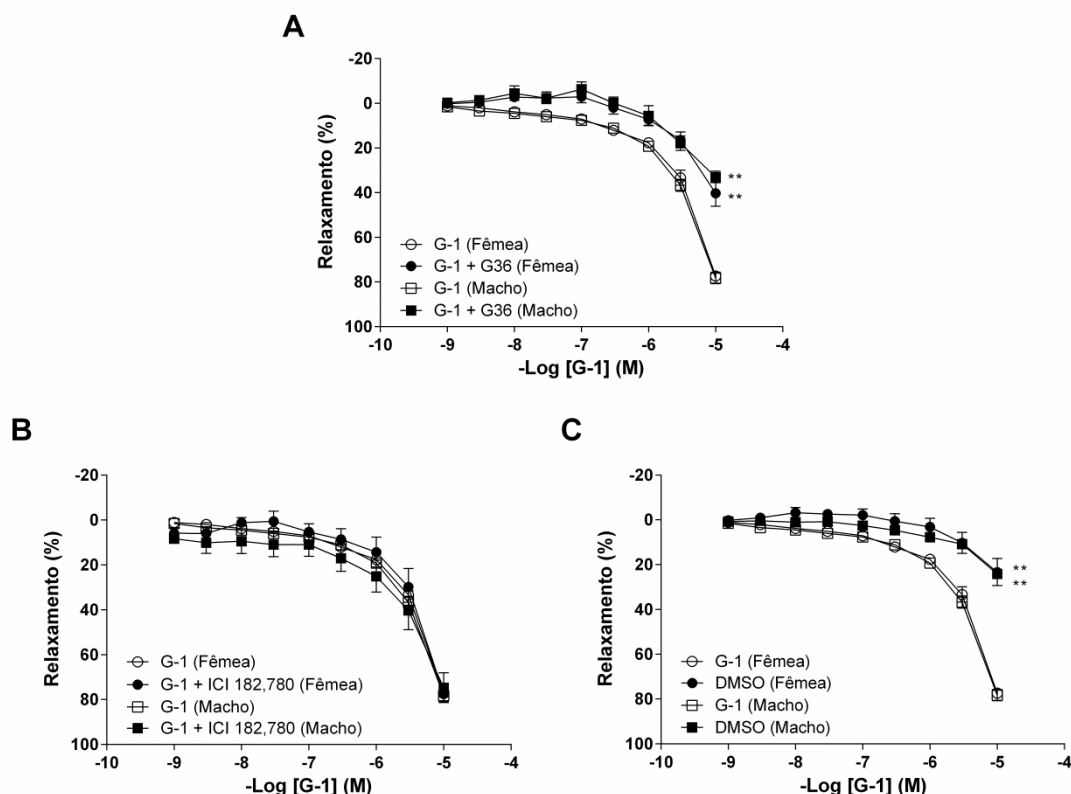 A
-20
0
20
40
60
80
100
Relaxamento (%)
**
**
G-1 (Fêmea)
G-1 + G36 (Fêmea)
G-1 (Macho)
G-1 + G36 (Macho)
-10 -9 -8 -7 -6 -5 -4
-Log [G-1] (M)
B
-20
0
20
40
60
80
100
Relaxamento (%)
G-1 (Fêmea)
G-1 + ICI 182,780 (Fêmea)
G-1 (Macho)
G-1 + ICI 182,780 (Macho)
-10 -9 -8 -7 -6 -5 -4
-Log [G-1] (M)
C
-20
0
20
40
60
80
100
Relaxamento (%)
**
**
G-1 (Fêmea)
DMSO (Fêmea)
G-1 (Macho)
DMSO (Macho)
-10 -9 -8 -7 -6 -5 -4
-Log [G-1] (M)